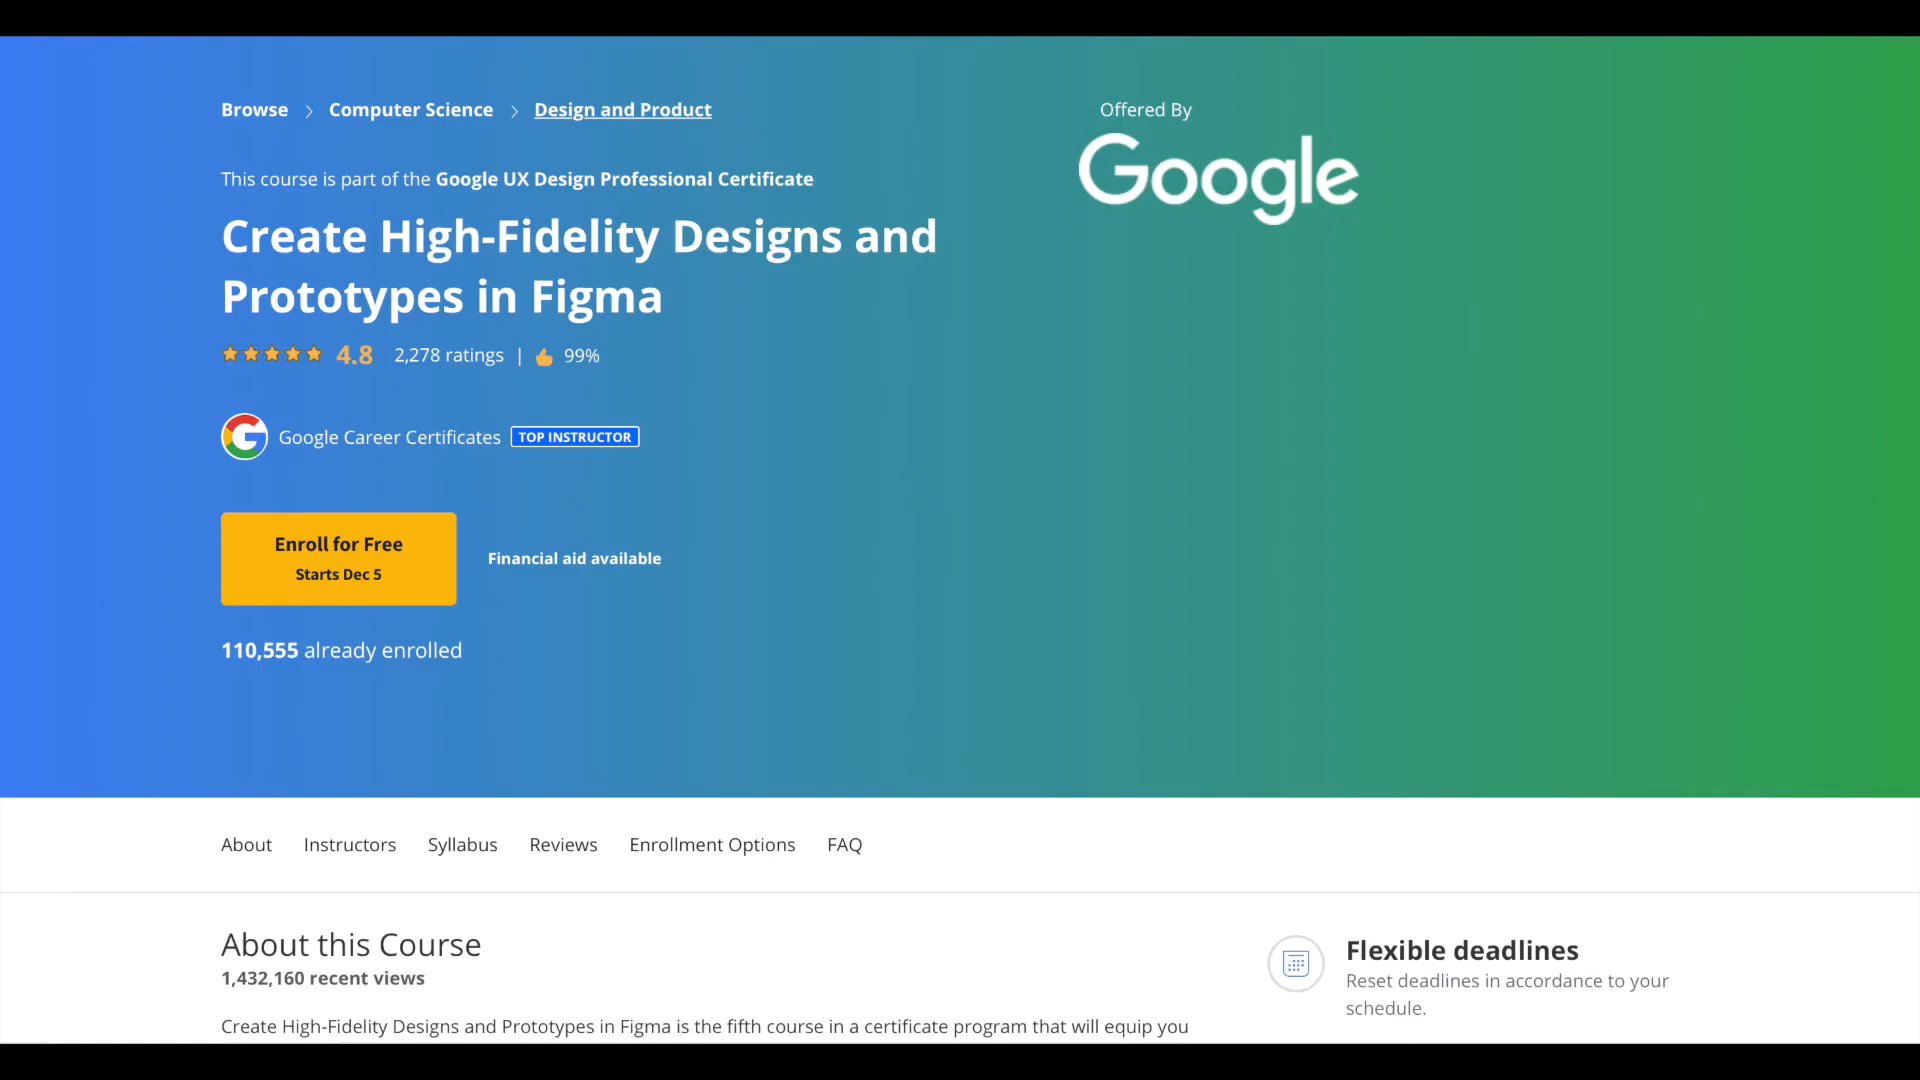 Browse > Computer Science > Design and Product
Offered By
Google
This course is part of the Google UX Design Professional Certificate
Create High-Fidelity Designs and
Prototypes in Figma
4.8 2,278 ratings | 99%
Google Career Certificates TOP INSTRUCTOR
Enroll for Free
Starts Dec 5
Financial aid available
110,555 already enrolled
About Instructors Syllabus Reviews Enrollment Options FAQ
About this Course
1,432,160 recent views
Create High-Fidelity Designs and Prototypes in Figma is the fifth course in a certificate program that will equip you
Flexible deadlines
Reset deadlines in accordance to your
schedule.